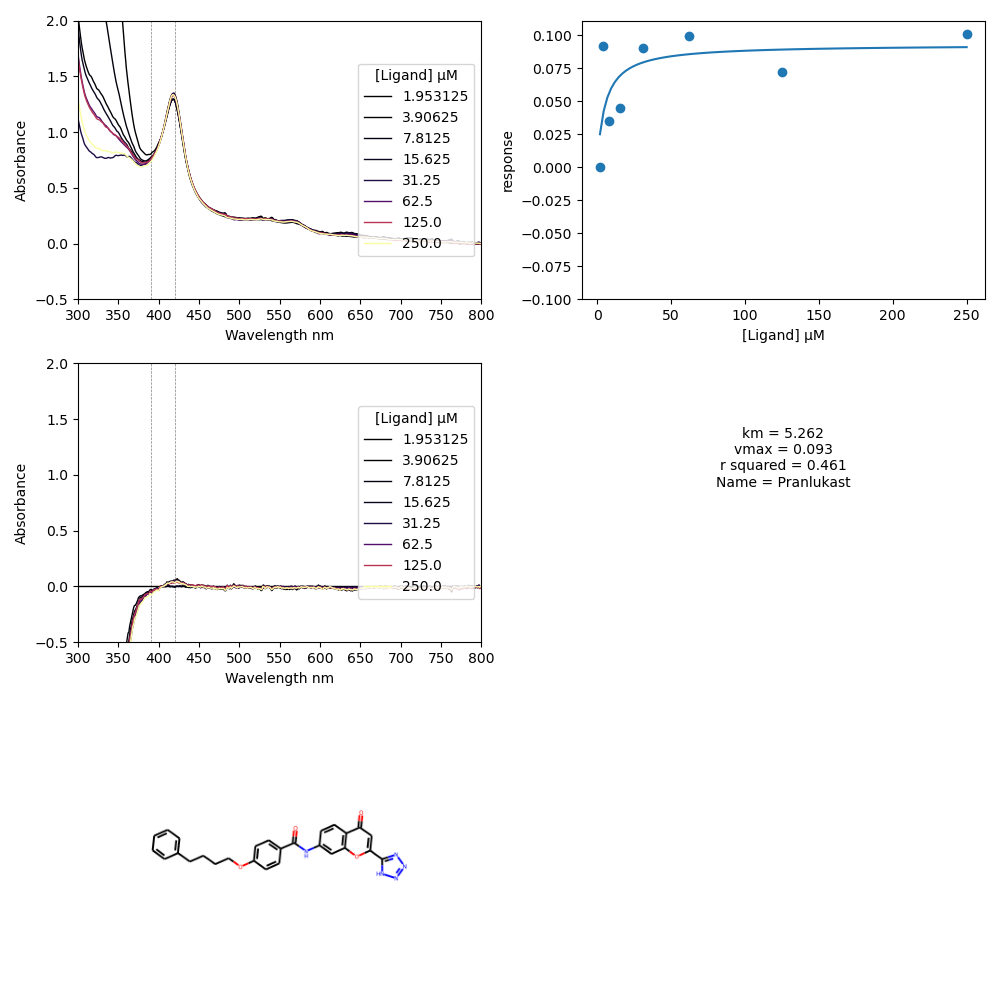 2.0
1.5
1.0
0.5
0.0
−0.5
Absorbance
300 350 400 450 500 550 600 650 700 750 800
Wavelength nm
[Ligand] µM
1.953125
3.90625
7.8125
15.625
31.25
62.5
125.0
250.0
0.100
0.075
0.050
0.025
0.000
−0.025
−0.050
−0.075
−0.100
response
0 50 100 150 200 250
[Ligand] µM
2.0
1.5
1.0
0.5
0.0
−0.5
Absorbance
300 350 400 450 500 550 600 650 700 750 800
Wavelength nm
[Ligand] µM
1.953125
3.90625
7.8125
15.625
31.25
62.5
125.0
250.0
km = 5.262
vmax = 0.093
r squared = 0.461
Name = Pranlukast